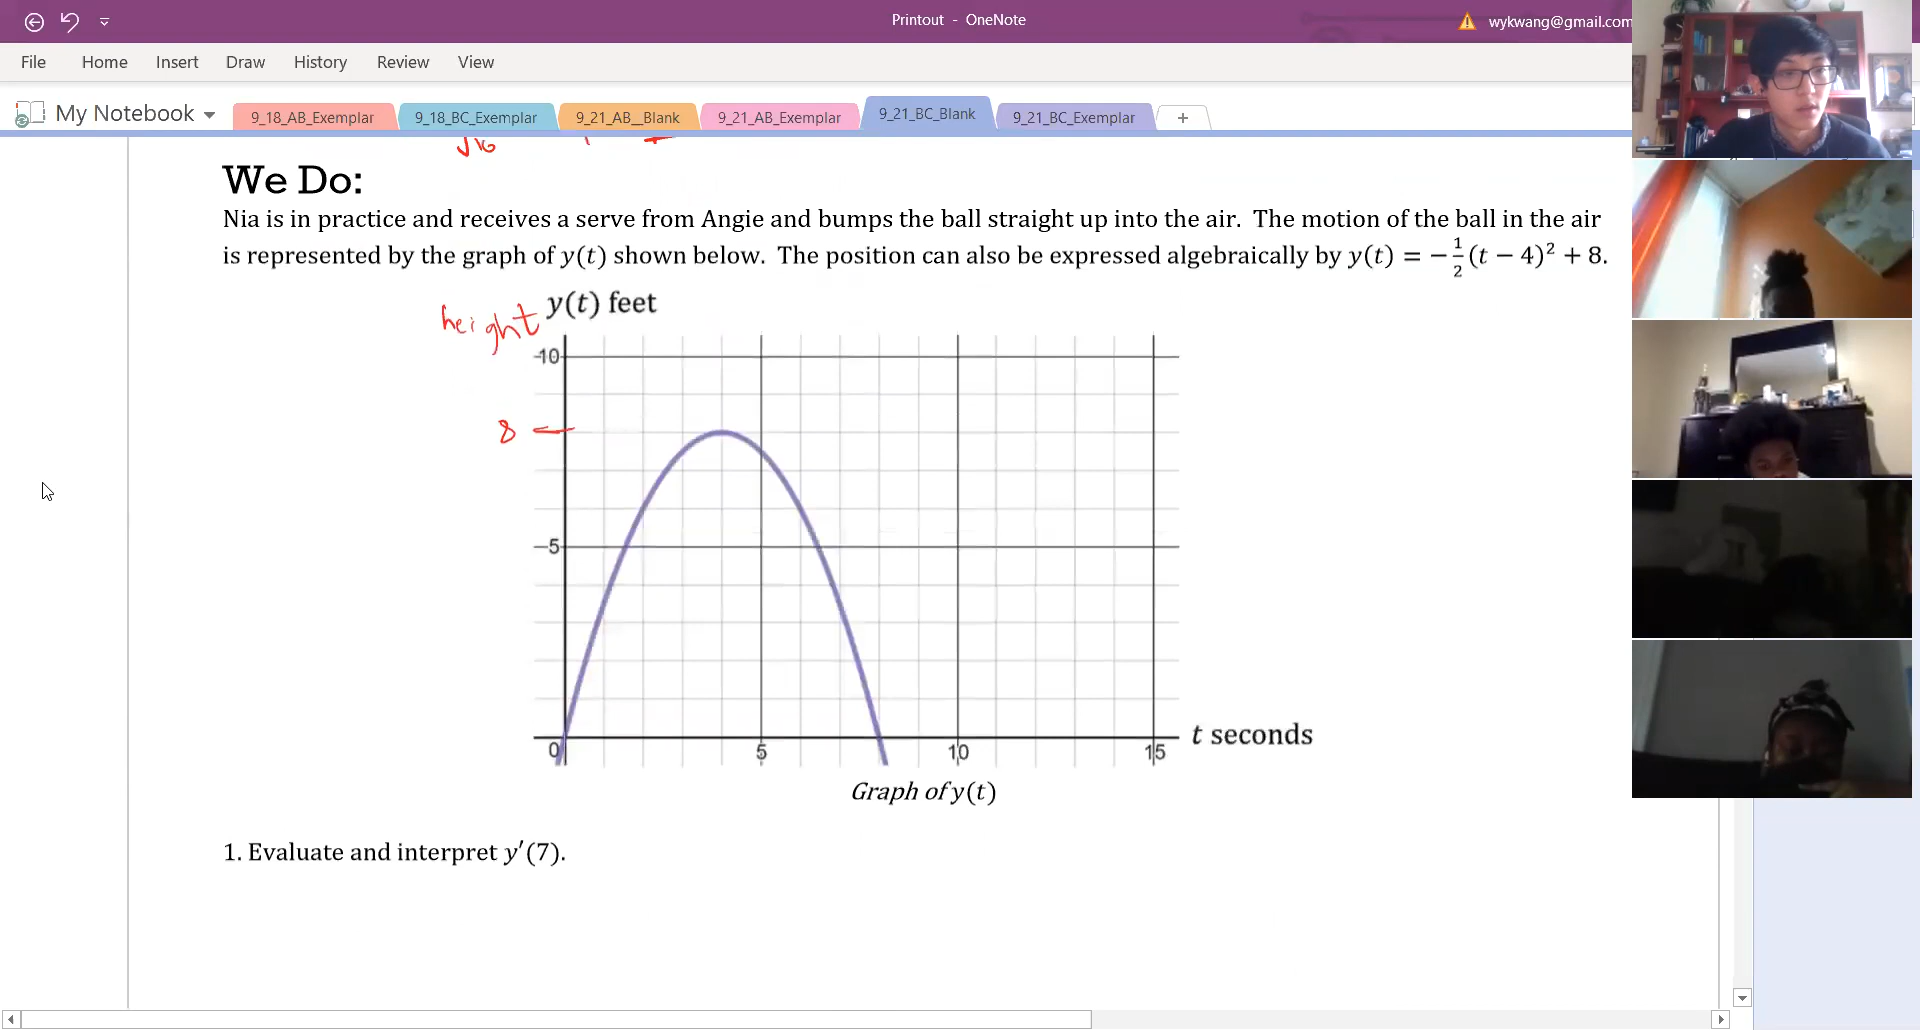 Printout - OneNote
wykwang@gmail.com
File Home Insert Draw History Review View
My Notebook 9_18_AB_Exemplar 9_18_BC_Exemplar 9_21_AB__Blank 9_21_AB_Exemplar 9_21_BC_Blank 9_21_BC_Exemplar +
√16
We Do:
Nia is in practice and receives a serve from Angie and bumps the ball straight up into the air. The motion of the ball in the air
is represented by the graph of y(t) shown below. The position can also be expressed algebraically by y(t) = −½(t − 4)² + 8.
height y(t) feet
10
8
5
0 5 10 15 t seconds
Graph of y(t)
1. Evaluate and interpret y′(7).